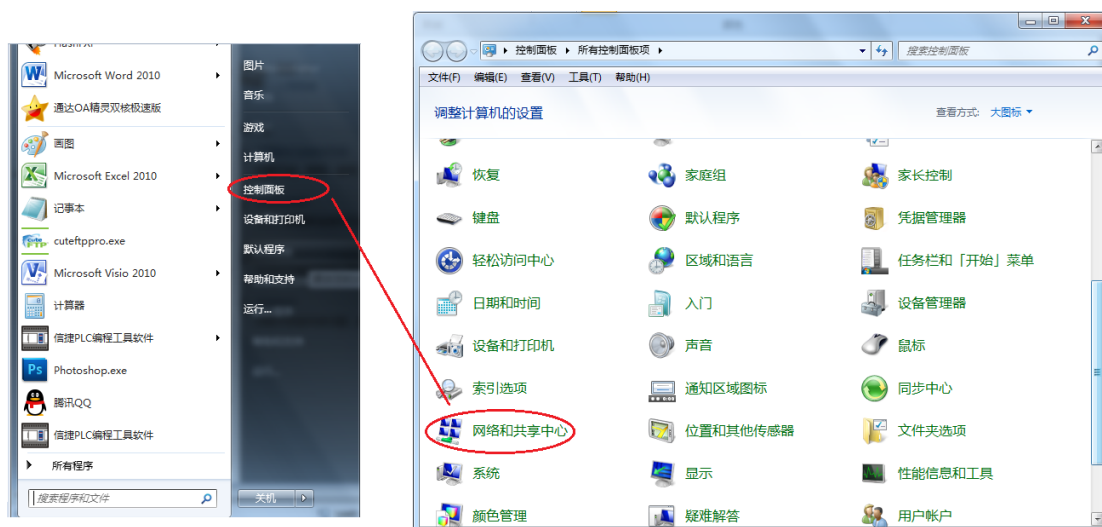 Microsoft Word 2010
通达OA精灵双核极速版
画图
Microsoft Excel 2010
记事本
cuteftppro.exe
Microsoft Visio 2010
计算器
信捷PLC编程工具软件
Photoshop.exe
腾讯QQ
信捷PLC编程工具软件
所有程序
搜索程序和文件
图片
音乐
游戏
计算机
控制面板
设备和打印机
默认程序
帮助和支持
运行...
关机
控制面板 所有控制面板项
搜索控制面板
文件(F) 编辑(E) 查看(V) 工具(T) 帮助(H)
调整计算机的设置
查看方式: 大图标
恢复 家庭组 家长控制
键盘 默认程序 凭据管理器
轻松访问中心 区域和语言 任务栏和「开始」菜单
日期和时间 入门 设备管理器
设备和打印机 声音 鼠标
索引选项 通知区域图标 同步中心
网络和共享中心 位置和其他传感器 文件夹选项
系统 显示 性能信息和工具
颜色管理 疑难解答 用户帐户